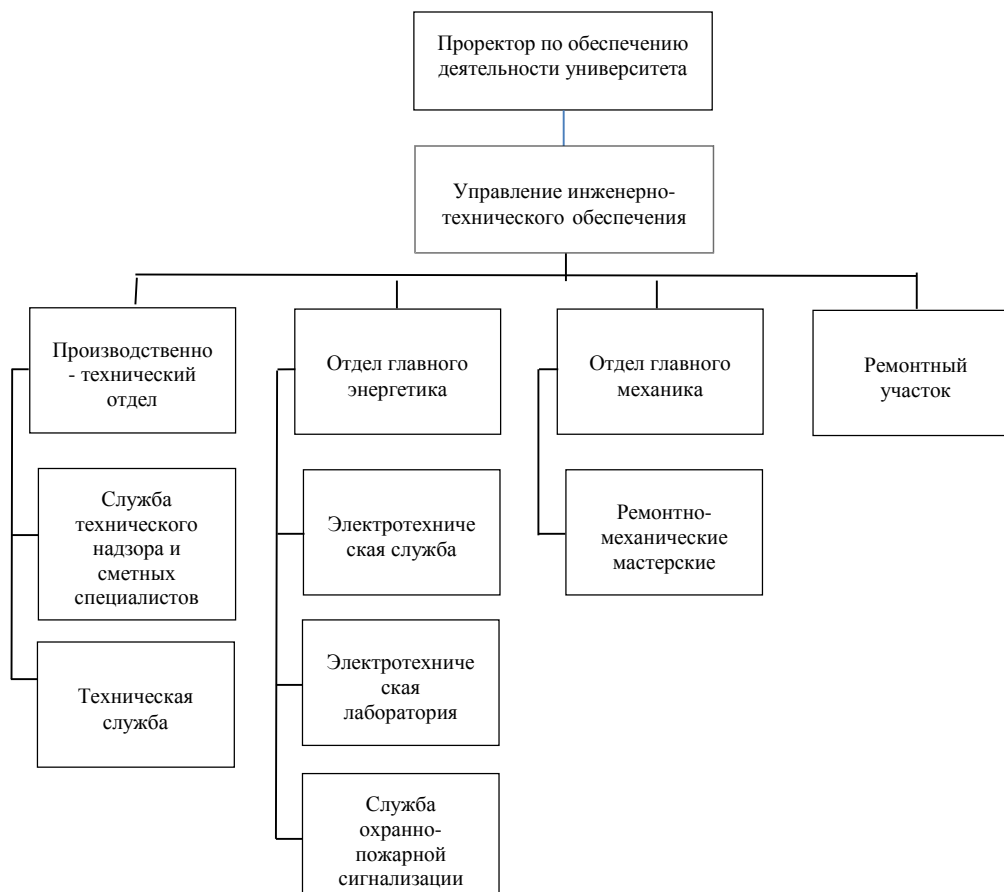 Проректор по обеспечению
деятельности университета
Управление инженерно-
технического обеспечения
Производственно
- технический
отдел
Отдел главного
энергетика
Отдел главного
механика
Ремонтный
участок
Служба
технического
надзора и
сметных
специалистов
Электротехниче
ская служба
Ремонтно-
механические
мастерские
Техническая
служба
Электротехниче
ская
лаборатория
Служба
охранно-
пожарной
сигнализации